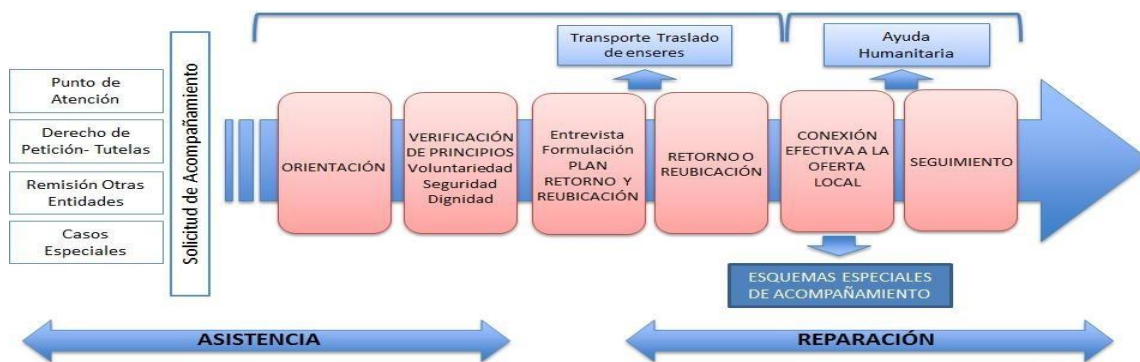 Transporte Traslado
de enseres
Ayuda
Humanitaria
Punto de
Atención
Derecho de
Petición- Tutelas
Remisión Otras
Entidades
Casos
Especiales
Solicitud de Acompañamiento
ORIENTACIÓN
VERIFICACIÓN
DE PRINCIPIOS
Voluntariedad
Seguridad
Dignidad
Entrevista
Formulación
PLAN
RETORNO Y
REUBICACIÓN
RETORNO O
REUBICACIÓN
CONEXIÓN
EFECTIVA A LA
OFERTA
LOCAL
SEGUIMIENTO
ESQUEMAS ESPECIALES
DE ACOMPAÑAMIENTO
ASISTENCIA
REPARACIÓN